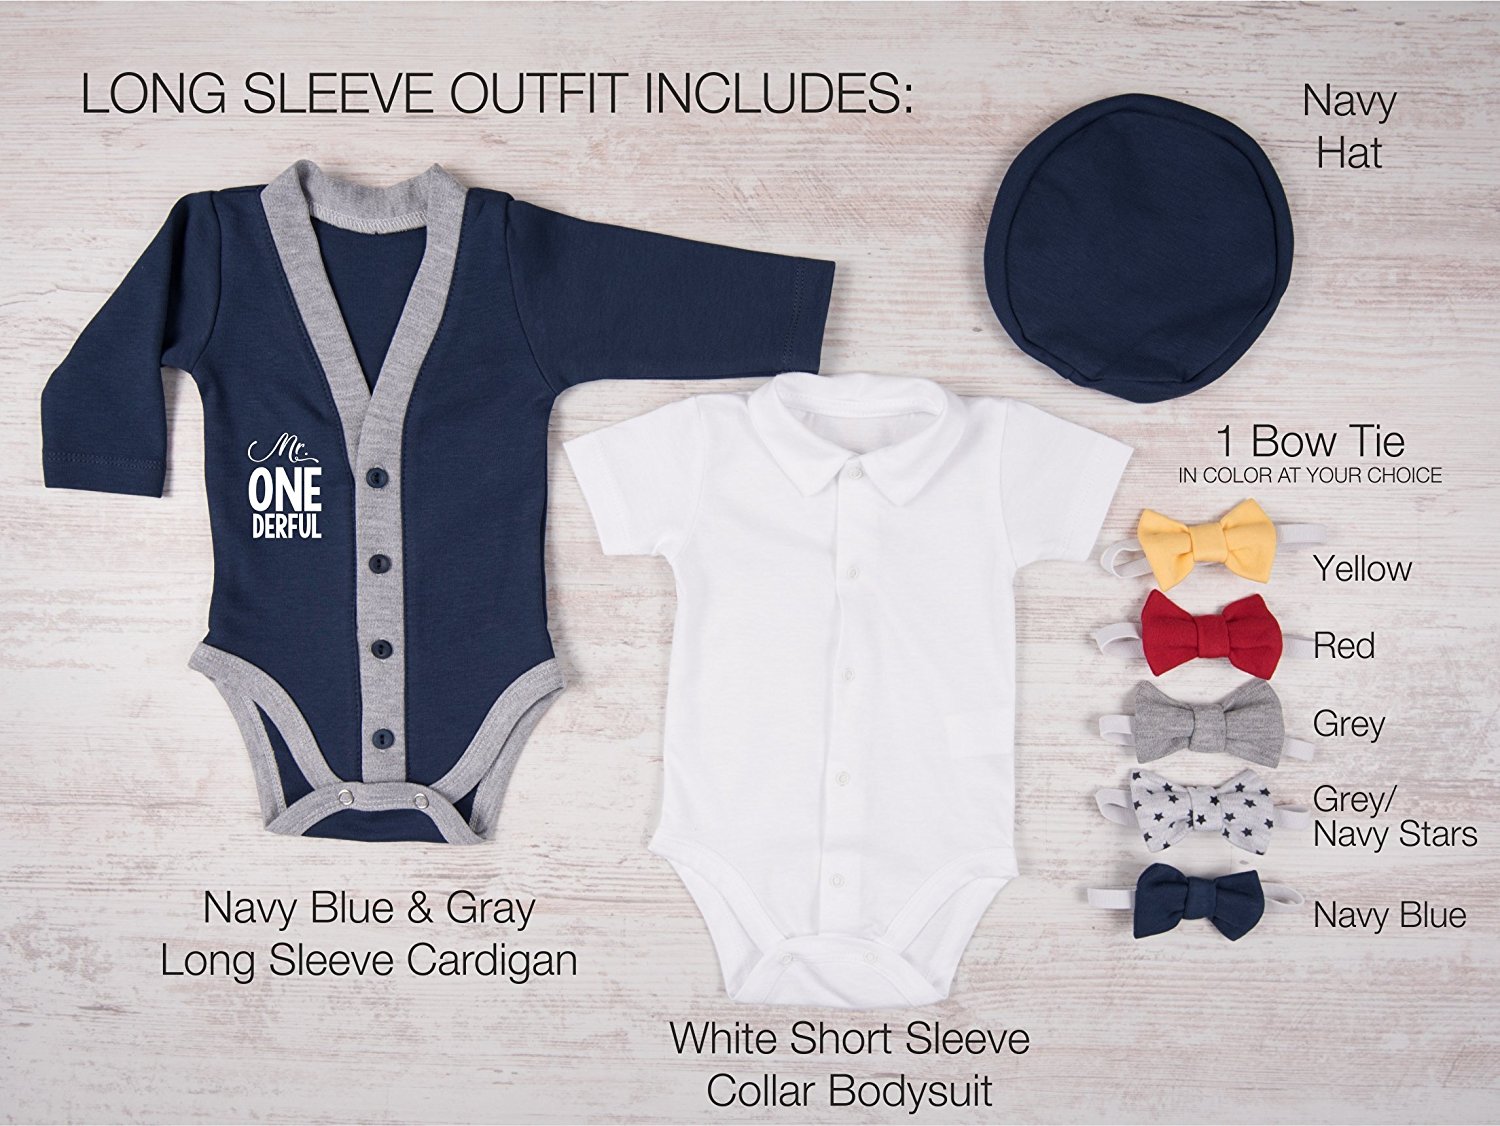 LONG SLEEVE OUTFIT INCLUDES:
Navy
Hat
Mr.
ONE
DERFUL
1 Bow Tie
IN COLOR AT YOUR CHOICE
Yellow
Red
Grey
Grey/
Navy Stars
Navy Blue
Navy Blue & Gray
Long Sleeve Cardigan
White Short Sleeve
Collar Bodysuit